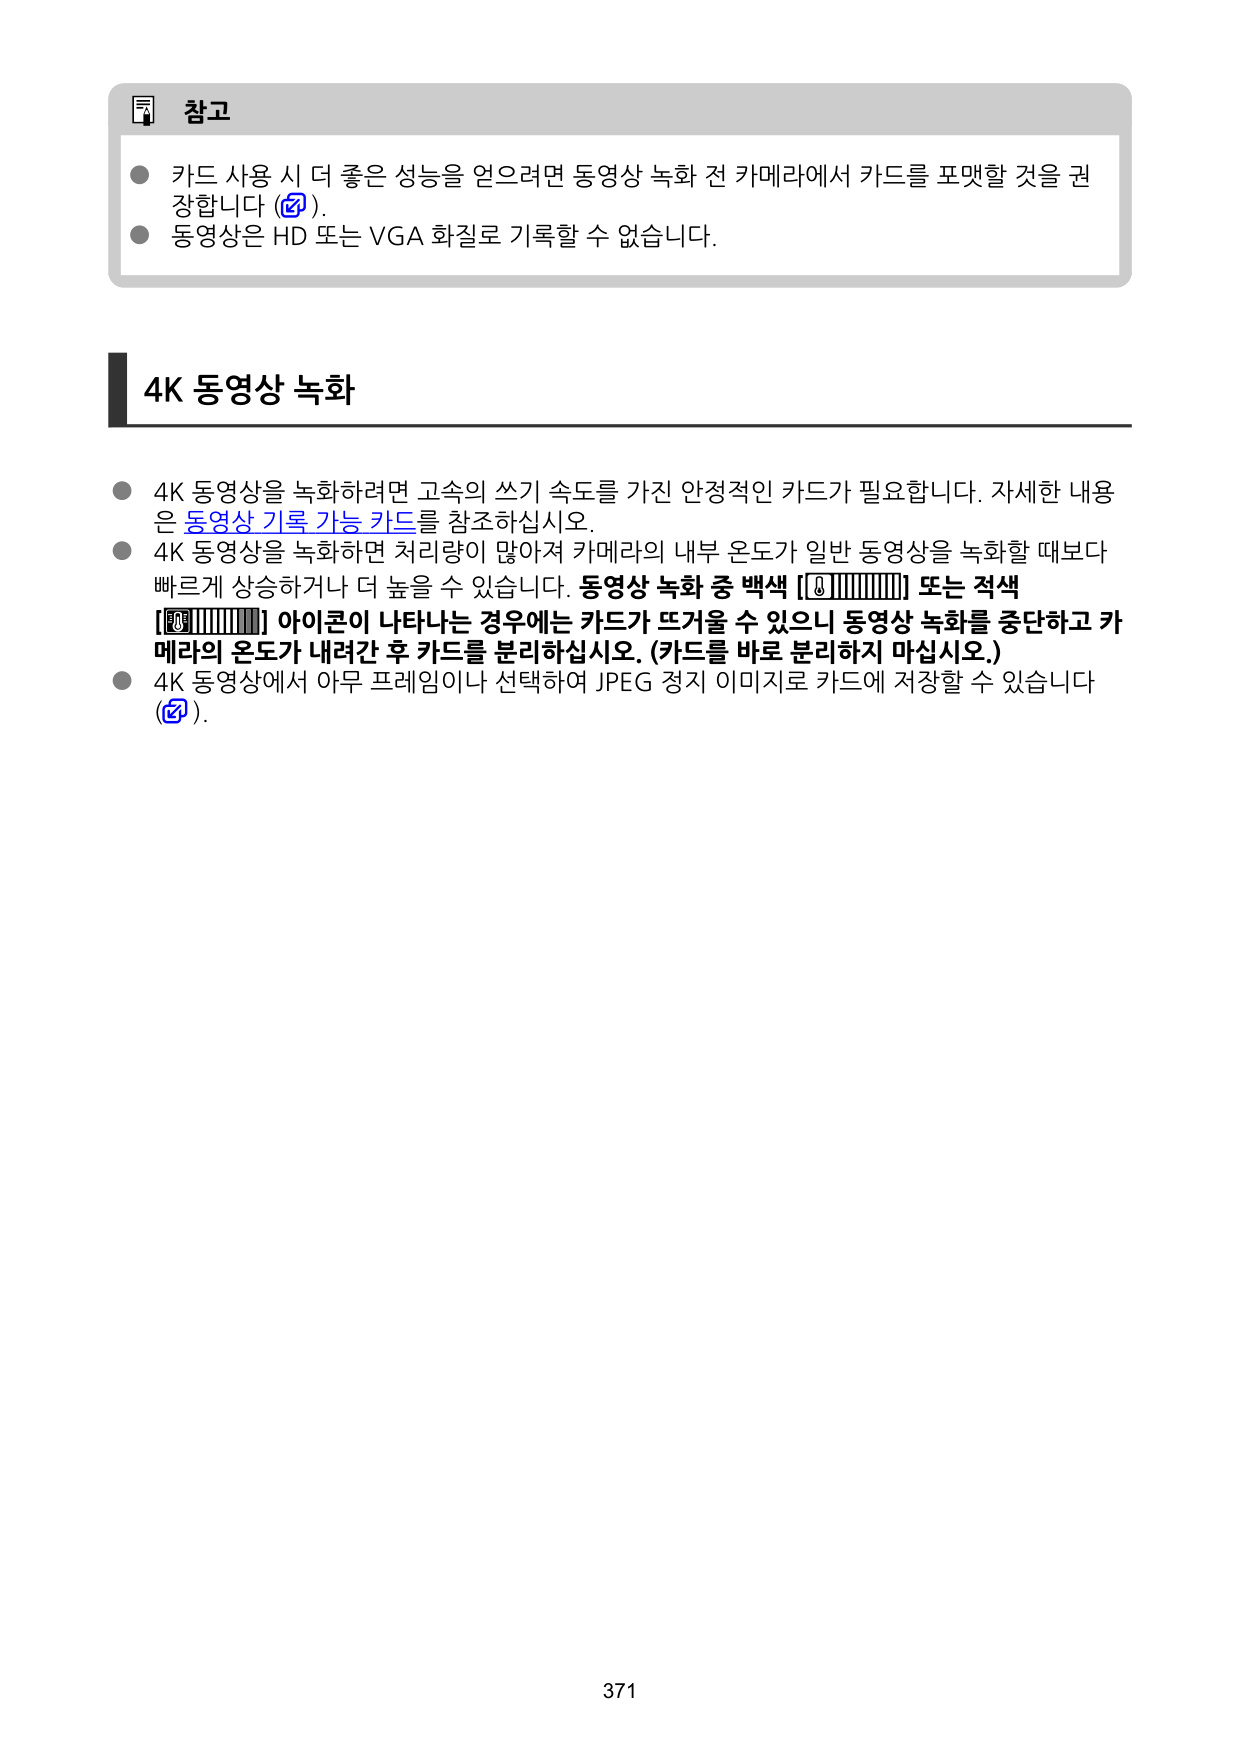 참고
● 카드 사용 시 더 좋은 성능을 얻으려면 동영상 녹화 전 카메라에서 카드를 포맷할 것을 권
장합니다 ( ).
● 동영상은 HD 또는 VGA 화질로 기록할 수 없습니다.
4K 동영상 녹화
● 4K 동영상을 녹화하려면 고속의 쓰기 속도를 가진 안정적인 카드가 필요합니다. 자세한 내용
은 동영상 기록 가능 카드를 참조하십시오.
● 4K 동영상을 녹화하면 처리량이 많아져 카메라의 내부 온도가 일반 동영상을 녹화할 때보다
빠르게 상승하거나 더 높을 수 있습니다. 동영상 녹화 중 백색 [ ] 또는 적색
[ ] 아이콘이 나타나는 경우에는 카드가 뜨거울 수 있으니 동영상 녹화를 중단하고 카
메라의 온도가 내려간 후 카드를 분리하십시오. (카드를 바로 분리하지 마십시오.)
● 4K 동영상에서 아무 프레임이나 선택하여 JPEG 정지 이미지로 카드에 저장할 수 있습니다
( ).
371